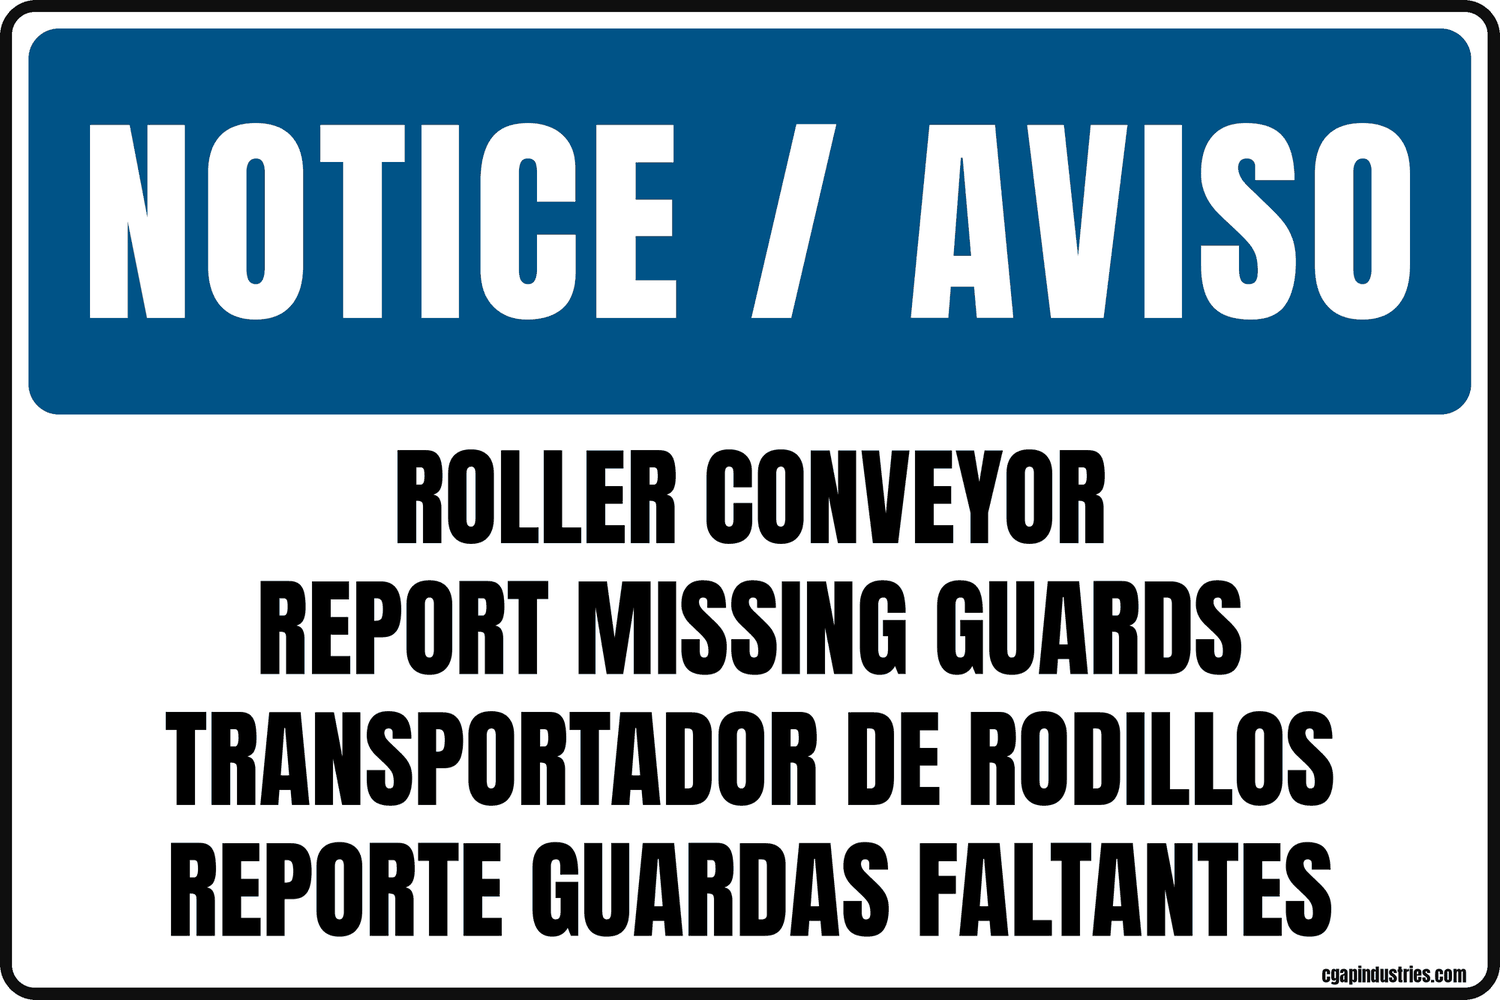 NOTICE / AVISO
ROLLER CONVEYOR
REPORT MISSING GUARDS
TRANSPORTADOR DE RODILLOS
REPORTE GUARDAS FALTANTES
cgapindustries.com